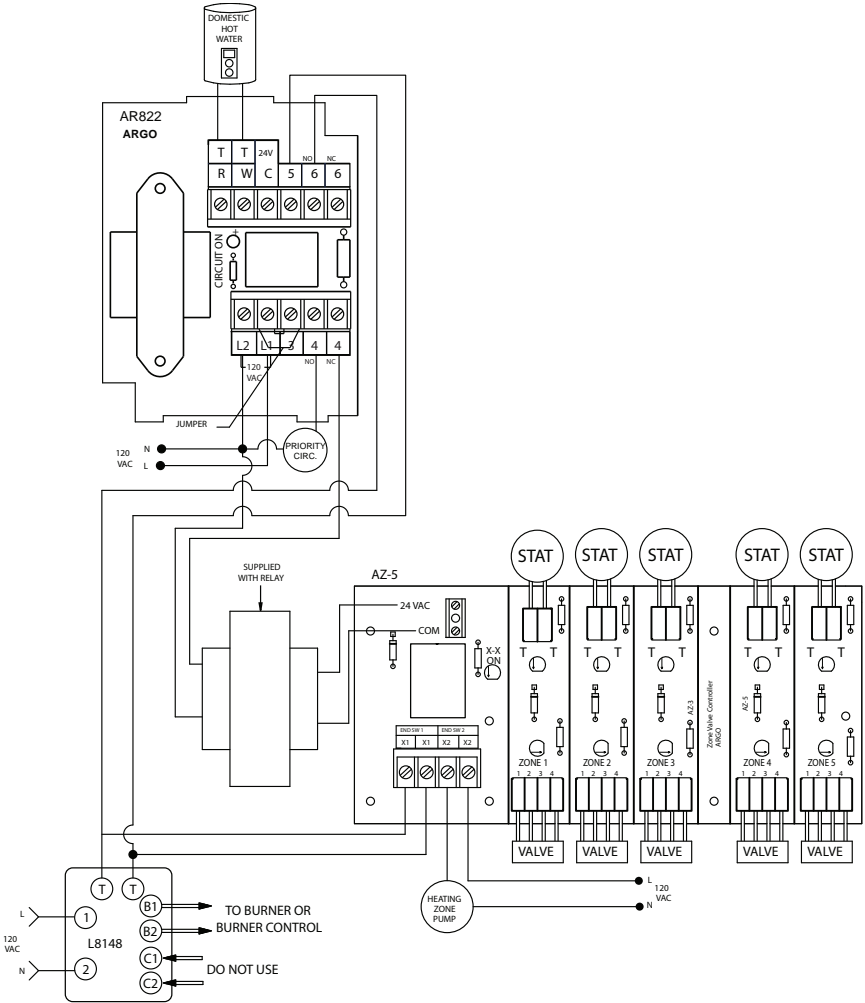 DOMESTIC
HOT
WATER
AR822
ARGO
T T 24V NO NC
R W C 5 6 6
CIRCUIT ON
+
L2 L1 3 4 4
NO NC
120
VAC
JUMPER
120
VAC
N
L
PRIORITY
CIRC.
SUPPLIED
WITH RELAY
AZ-5
STAT STAT STAT STAT STAT
24 VAC
COM
X-X
ON
T T T T T T T T T T
AZ-3
Zone Valve Controller
ARGO
AZ-5
END SW 1 END SW 2
X1 X1 X2 X2
ZONE 1 ZONE 2 ZONE 3 ZONE 4 ZONE 5
1 2 3 4 1 2 3 4 1 2 3 4 1 2 3 4 1 2 3 4
VALVE VALVE VALVE VALVE VALVE
HEATING
ZONE
PUMP
L
120
VAC
N
T T
L
120
VAC
N
1
2
L8148
B1
B2
C1
C2
TO BURNER OR
BURNER CONTROL
DO NOT USE